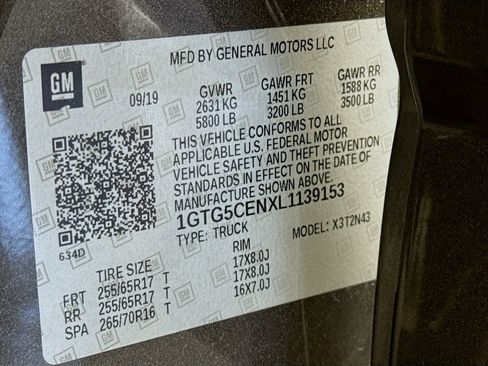 GM
MFD BY GENERAL MOTORS LLC
09/19
GVWR GAWR FRT GAWR RR
2631 KG 1451 KG 1588 KG
5800 LB 3200 LB 3500 LB
THIS VEHICLE CONFORMS TO ALL
APPLICABLE U.S. FEDERAL MOTOR
VEHICLE SAFETY AND THEFT PREVENTION
STANDARDS IN EFFECT ON THE DATE OF
MANUFACTURE SHOWN ABOVE.
1GTG5CENXL1139153
TYPE: TRUCK MODEL: X3T2N43
634D
TIRE SIZE RIM
FRT 255/65R17 T 17X8.0J
RR 255/65R17 T 17X8.0J
SPA 265/70R16 T 16X7.0J